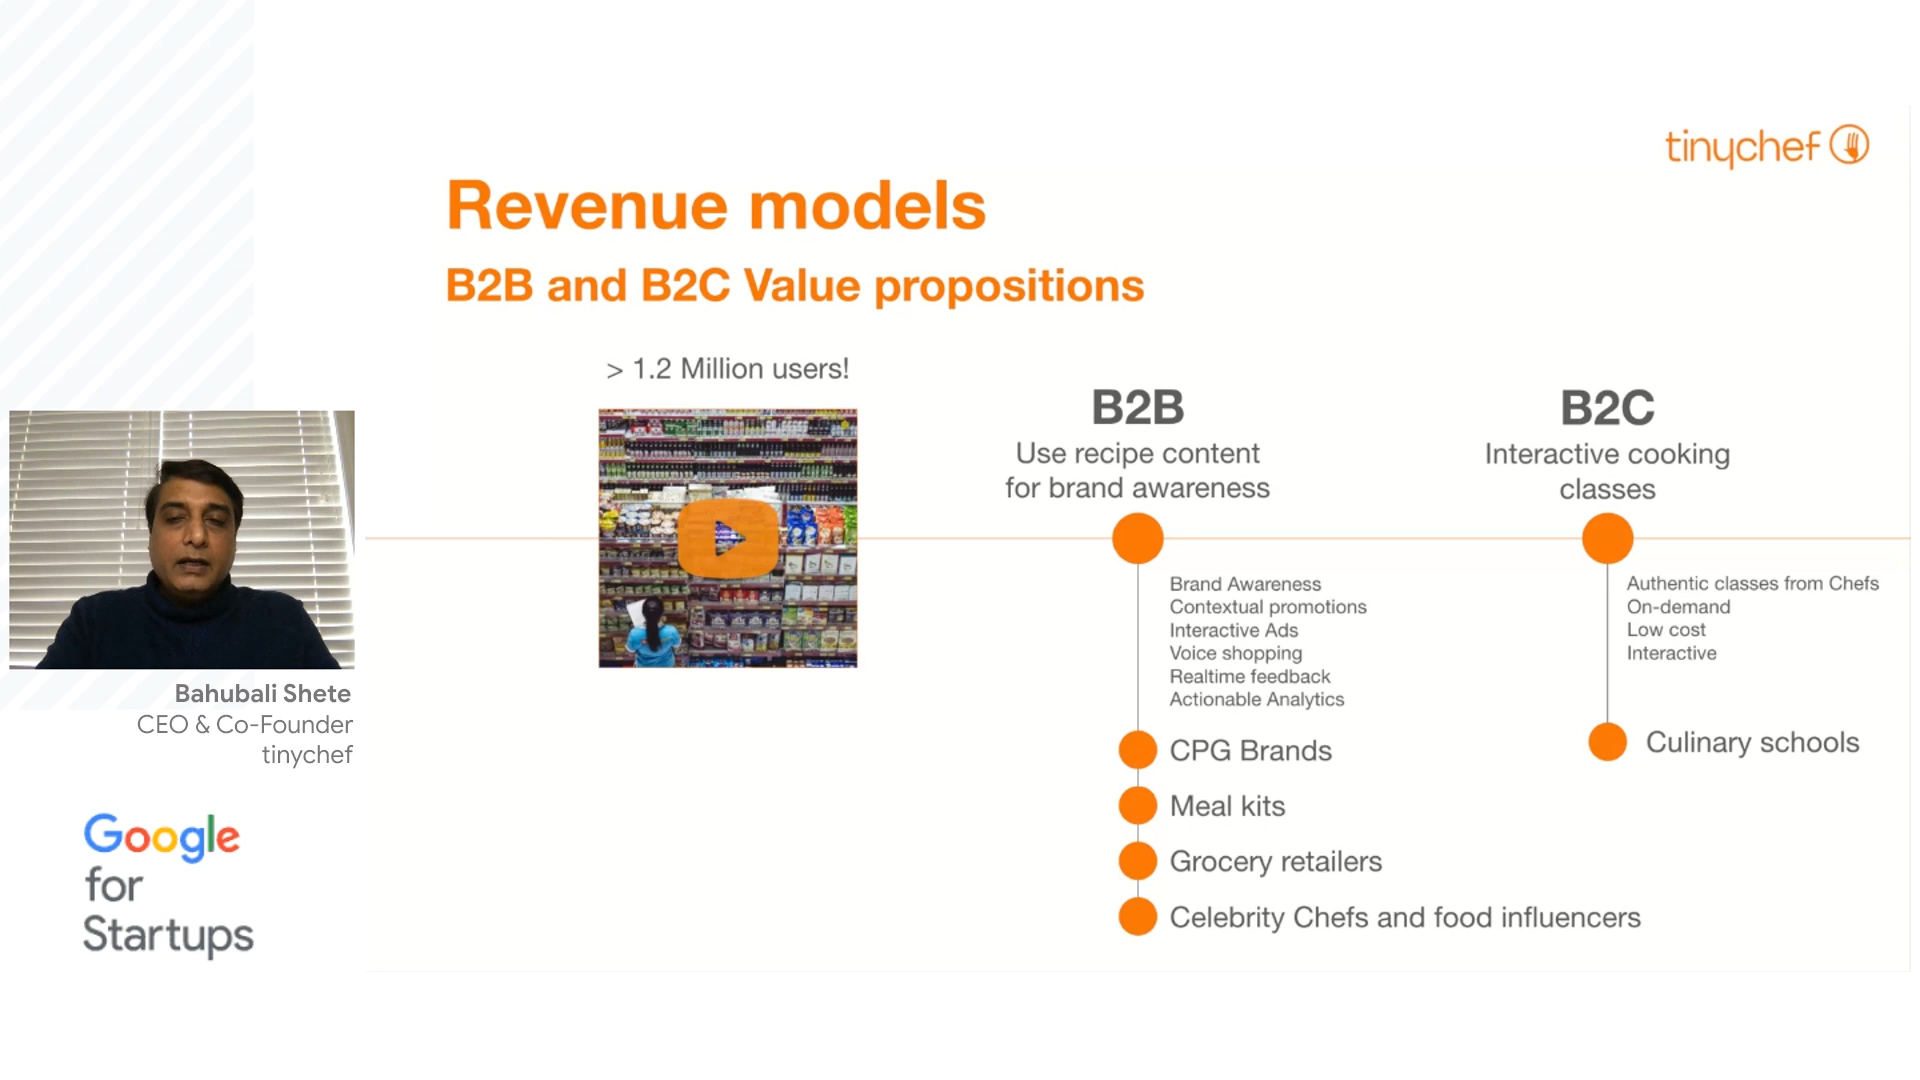 tinychef
Revenue models
B2B and B2C Value propositions
> 1.2 Million users!
B2B
Use recipe content
for brand awareness
Brand Awareness
Contextual promotions
Interactive Ads
Voice shopping
Realtime feedback
Actionable Analytics
CPG Brands
Meal kits
Grocery retailers
Celebrity Chefs and food influencers
B2C
Interactive cooking
classes
Authentic classes from Chefs
On-demand
Low cost
Interactive
Culinary schools
Bahubali Shete
CEO & Co-Founder
tinychef
Google
for
Startups